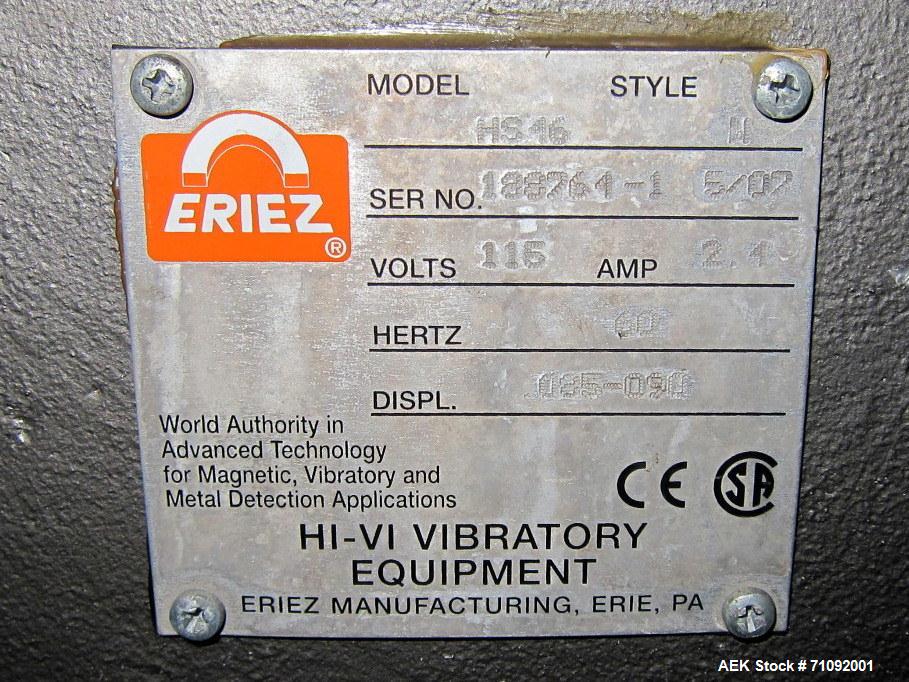 MODEL STYLE
HS46
ERIEZ ®
SER NO. 188764-1 5/07
VOLTS 115 AMP 2.4
HERTZ 60
DISPL. .085-090
World Authority in
Advanced Technology
for Magnetic, Vibratory and
Metal Detection Applications
CE SA
HI-VI VIBRATORY
EQUIPMENT
ERIEZ MANUFACTURING, ERIE, PA
AEK Stock # 71092001